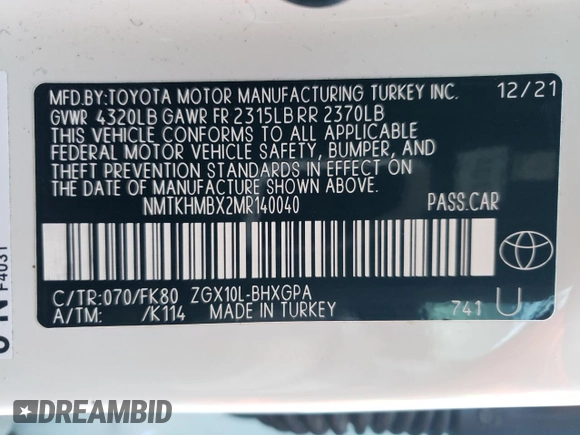 MFD.BY:TOYOTA MOTOR MANUFACTURING TURKEY INC. 12/21
GVWR 4320LB GAWR FR 2315LB RR 2370LB
THIS VEHICLE CONFORMS TO ALL APPLICABLE
FEDERAL MOTOR VEHICLE SAFETY, BUMPER, AND
THEFT PREVENTION STANDARDS IN EFFECT ON THE
DATE OF MANUFACTURE SHOWN ABOVE.
NMTKHMBX2MR140040 PASS.CAR
C/TR:070/FK80 ZGX10L-BHXGPA
A/TM: /K114 MADE IN TURKEY 741 U
F4031
DREAMBID